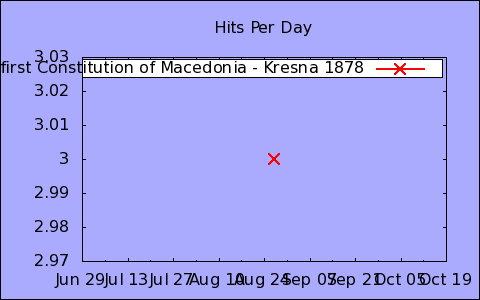 Hits Per Day
3.03
first Constitution of Macedonia - Kresna 1878
3.02
3.01
3
2.99
2.98
2.97
Jun 29 Jul 13 Jul 27 Aug 10 Aug 24 Sep 07 Sep 21 Oct 05 Oct 19